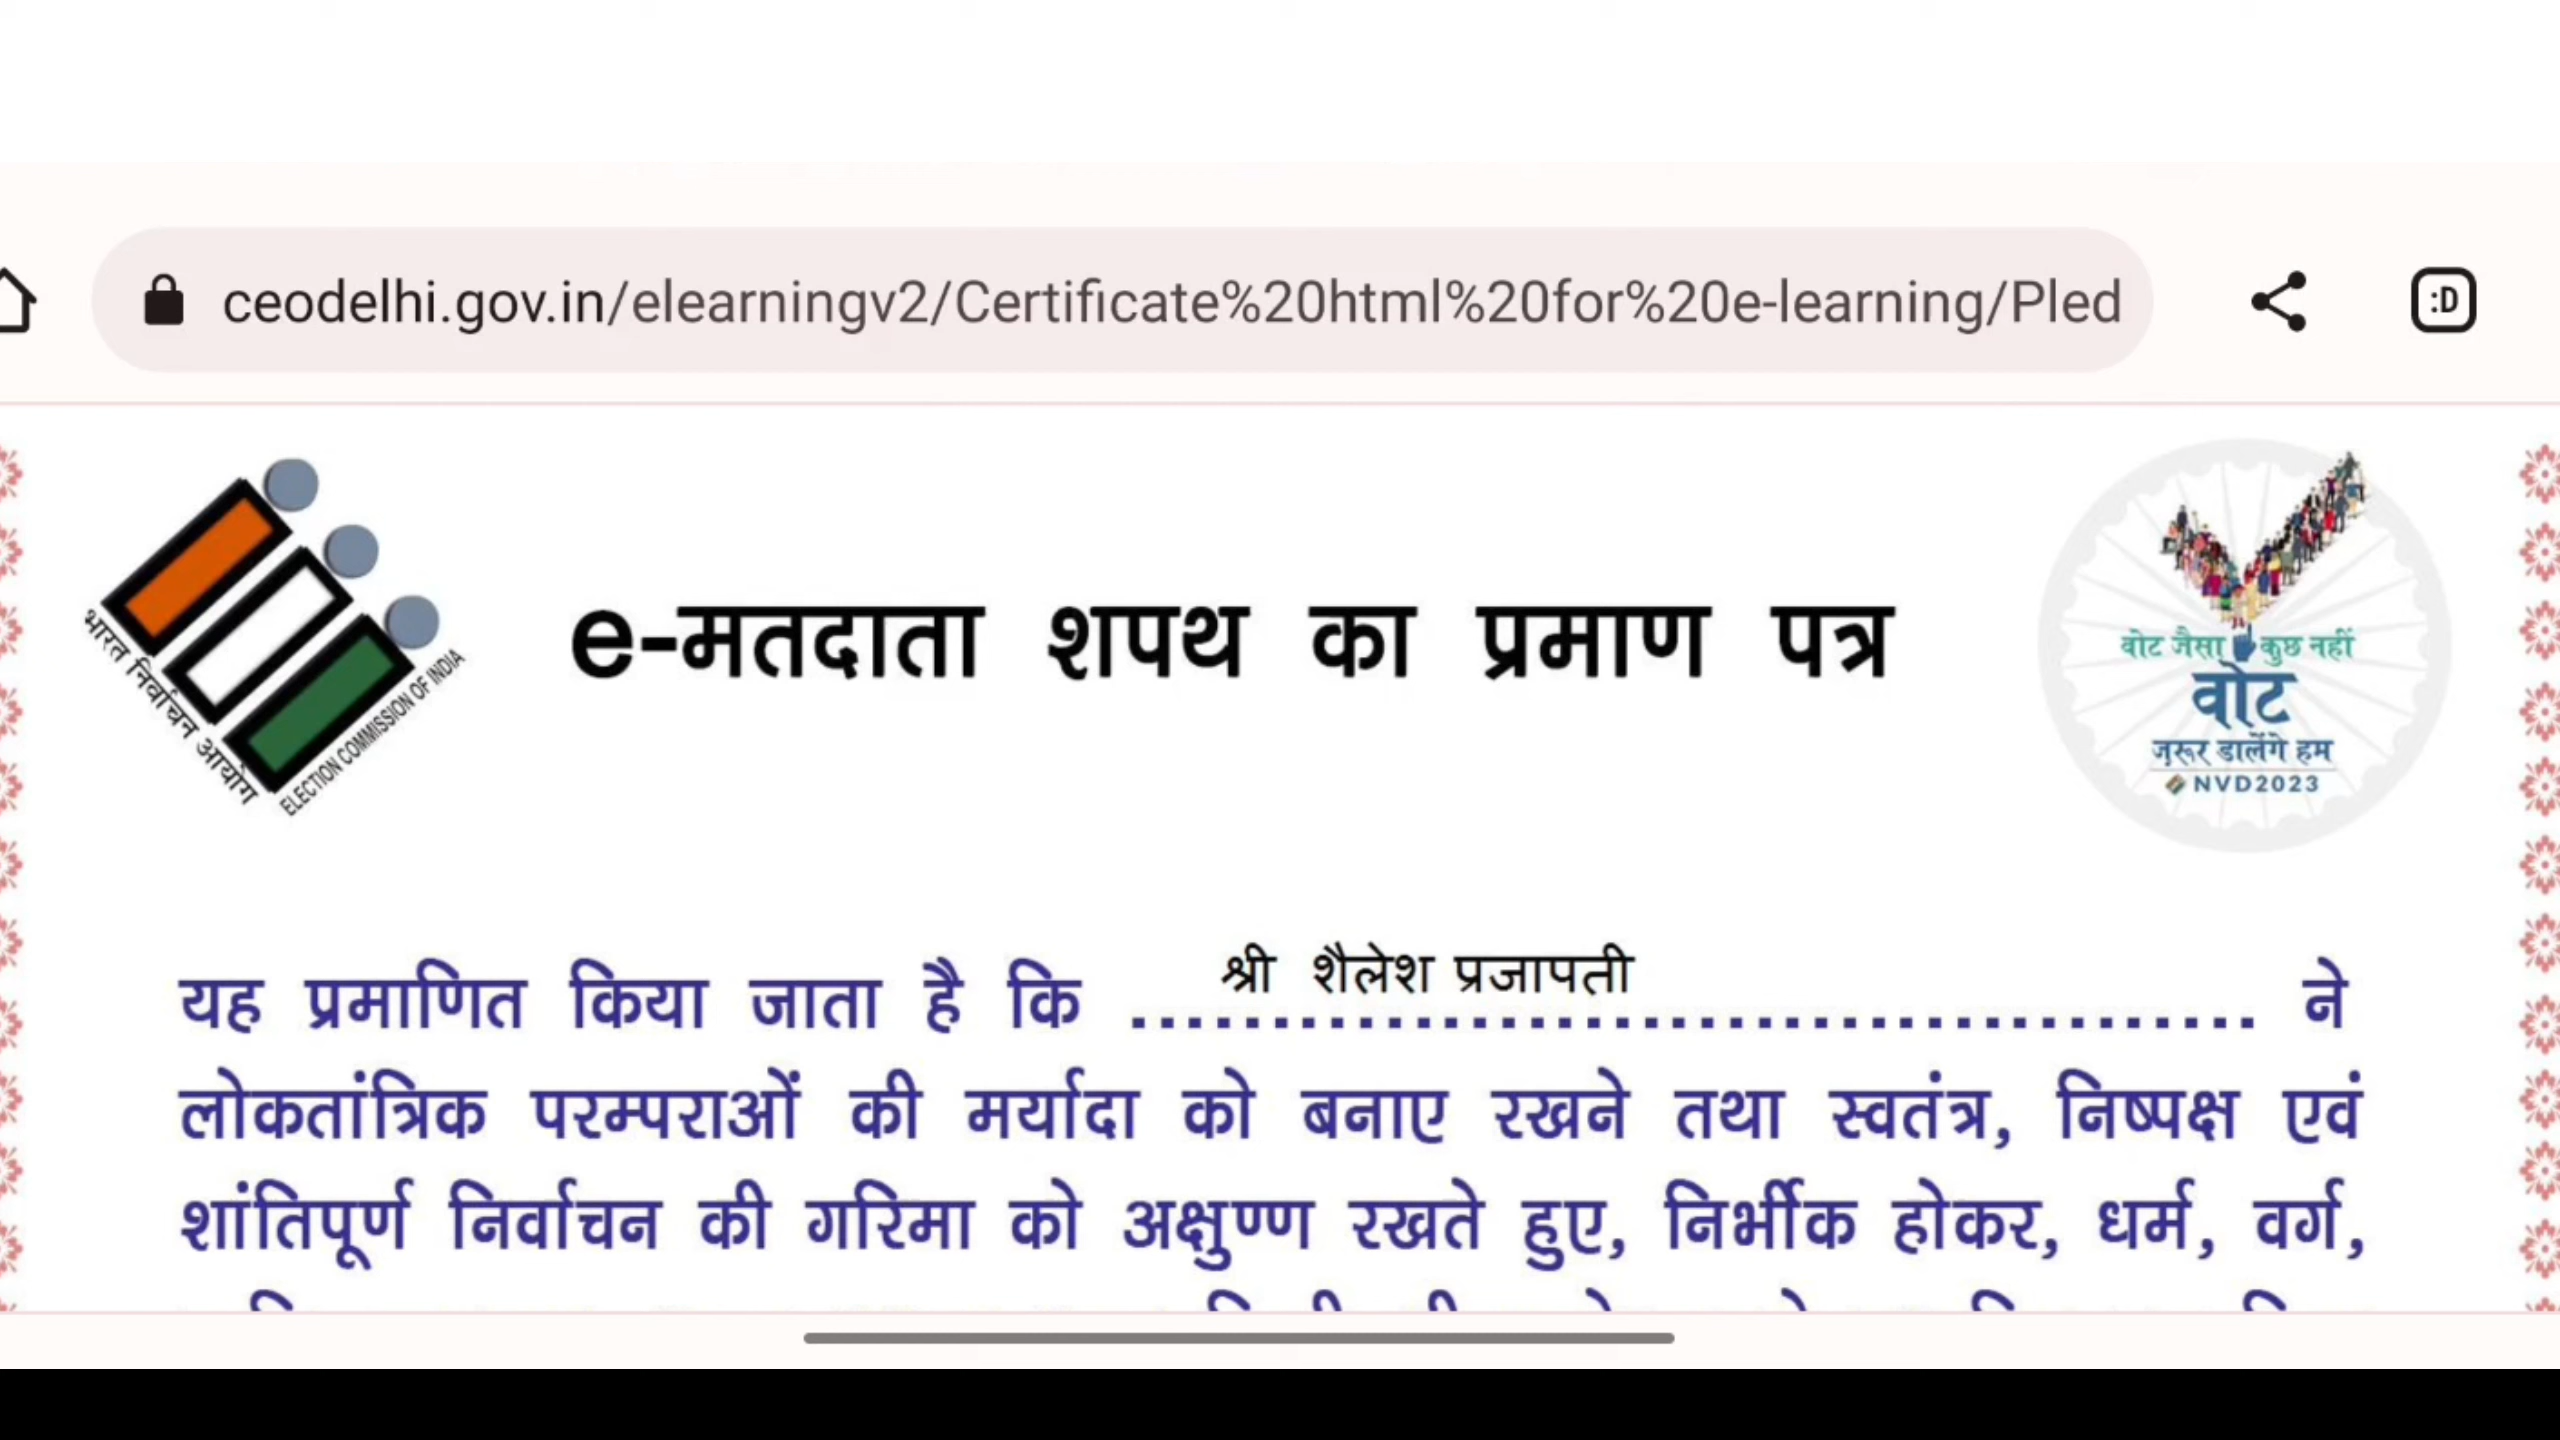 ceodelhi.gov.in/elearningv2/Certificate%20html%20for%20e-learning/Pled
:D
भारत निर्वाचन आयोग
ELECTION COMMISSION OF INDIA
e-मतदाता शपथ का प्रमाण पत्र
वोट जैसा कुछ नहीं
वोट
ज़रूर डालेंगे हम
NVD2023
यह प्रमाणित किया जाता है कि श्री शैलेश प्रजापती ने
लोकतांत्रिक परम्पराओं की मर्यादा को बनाए रखने तथा स्वतंत्र, निष्पक्ष एवं
शांतिपूर्ण निर्वाचन की गरिमा को अक्षुण्ण रखते हुए, निर्भीक होकर, धर्म, वर्ग,